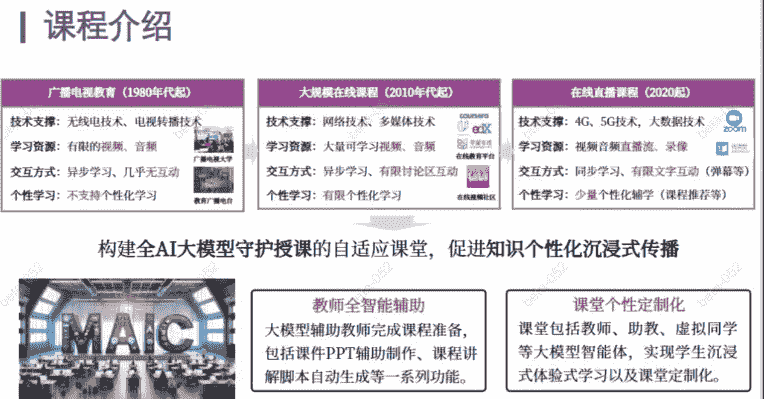 课程介绍
广播电视教育（1980年代起）
技术支撑：无线电技术、电视转播技术
学习资源：有限的视频、音频
广播电视大学
交互方式：异步学习、几乎无互动
个性学习：不支持个性化学习
教育广播电台
大规模在线课程（2010年代起）
技术支撑：网络技术、多媒体技术
coursera
edX
学习资源：大量可学习视频、音频
在线教育平台
交互方式：异步学习、有限讨论区互动
个性学习：有限个性化学习
在线视频社区
在线直播课程（2020起）
技术支撑：4G、5G技术，大数据技术
zoom
学习资源：视频音频直播流、录像
交互方式：同步学习、有限文字互动（弹幕等）
个性学习：少量个性化辅学（课程推荐等）
构建全AI大模型守护授课的自适应课堂，促进知识个性化沉浸式传播
MAIC
教师全智能辅助
大模型辅助教师完成课程准备，
包括课件PPT辅助制作、课程讲
解脚本自动生成等一系列功能。
课堂个性定制化
课堂包括教师、助教、虚拟同学
等大模型智能体，实现学生沉浸
式体验式学习以及课堂定制化。